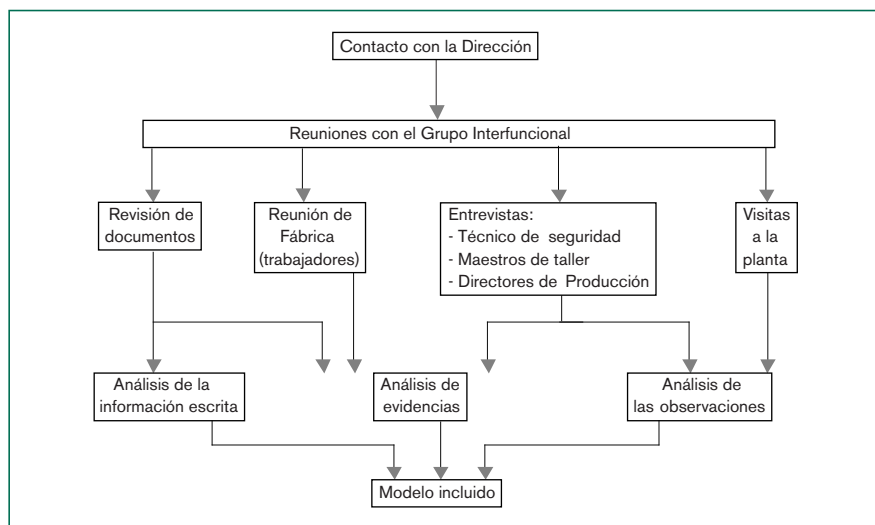 Contacto con la Dirección
Reuniones con el Grupo Interfuncional
Revisión de
documentos
Reunión de
Fábrica
(trabajadores)
Entrevistas:
- Técnico de seguridad
- Maestros de taller
- Directores de Producción
Visitas
a la
planta
Análisis de la
información escrita
Análisis de
evidencias
Análisis de
las observaciones
Modelo incluido